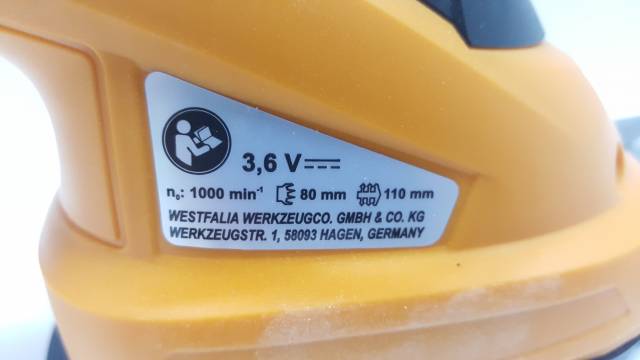 3,6 V
n₀: 1000 min⁻¹ 80 mm 110 mm
WESTFALIA WERKZEUGCO. GMBH & CO. KG
WERKZEUGSTR. 1, 58093 HAGEN, GERMANY